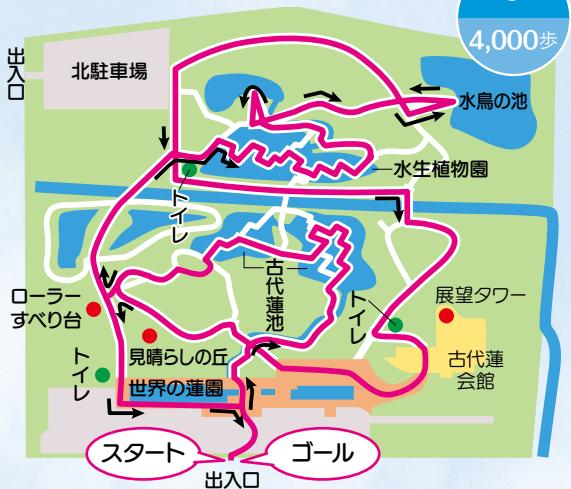 4,000歩
出入口
北駐車場
水鳥の池
水生植物園
トイレ
古代蓮池
ローラー
すべり台
トイレ
展望タワー
見晴らしの丘
古代蓮
会館
トイレ
世界の蓮園
スタート
ゴール
出入口